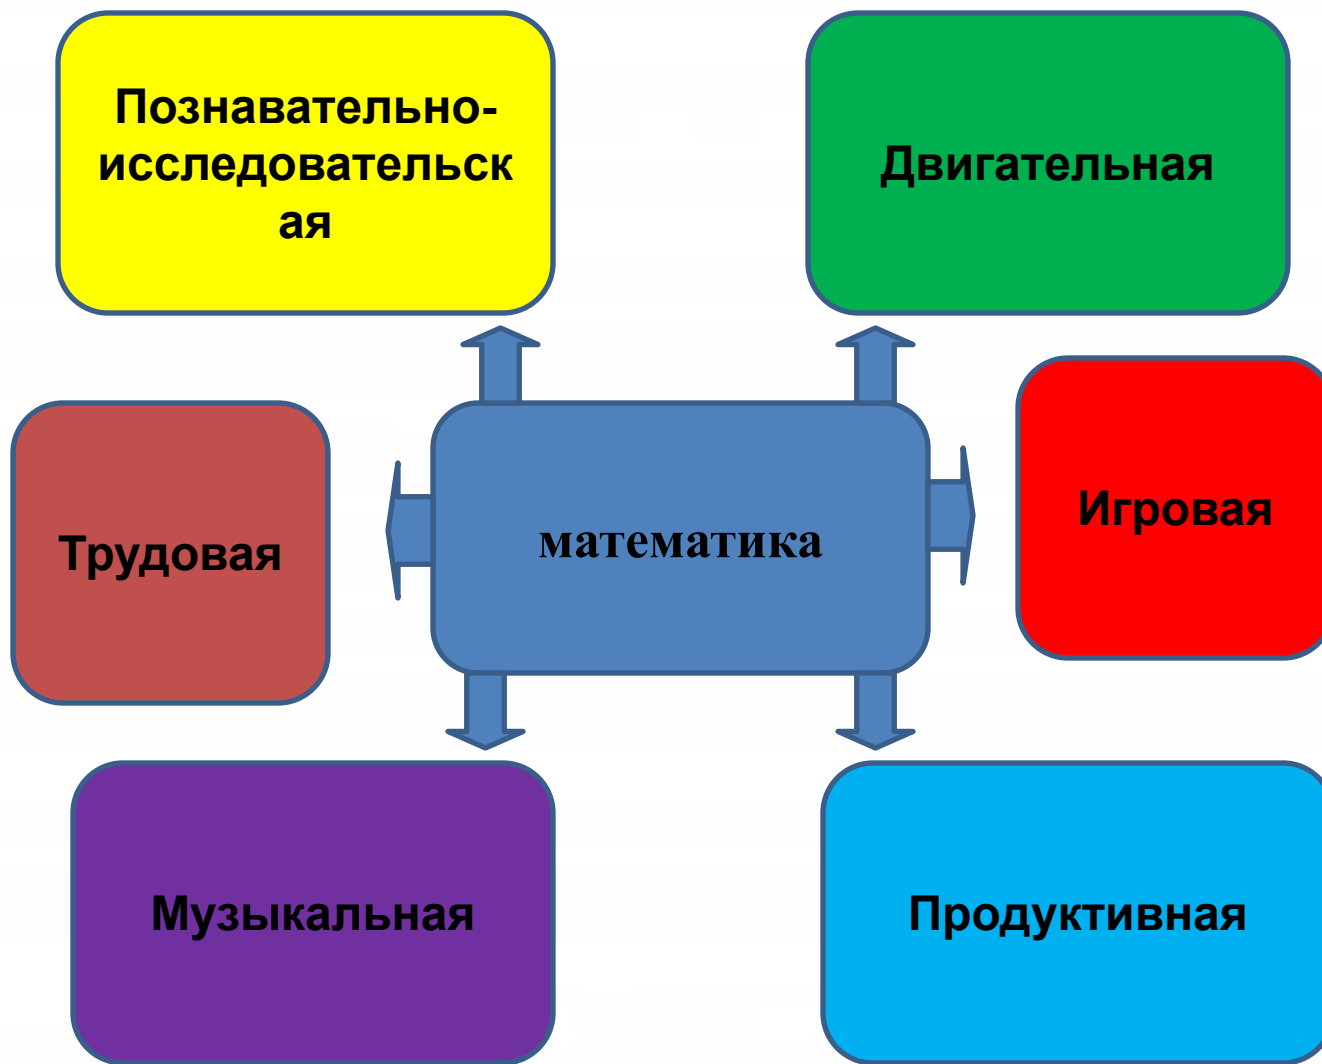 Познавательно-
исследовательск
ая
Двигательная
Трудовая
математика
Игровая
Музыкальная
Продуктивная